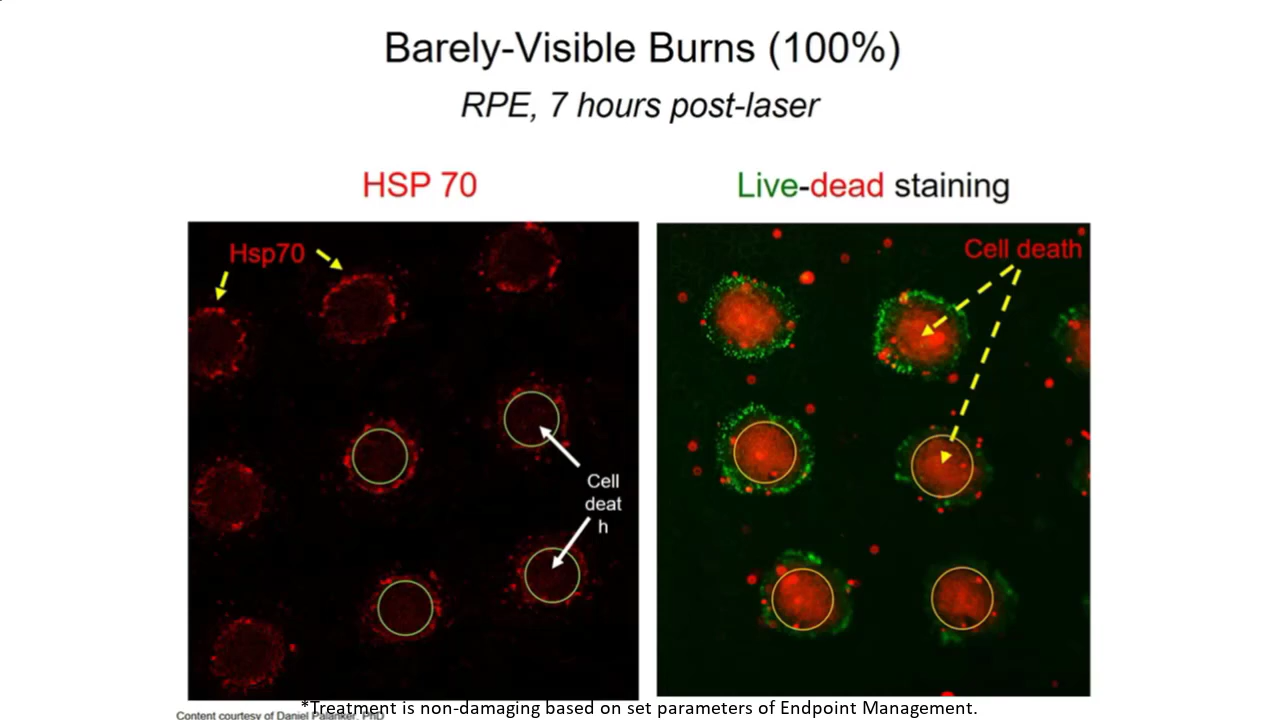 Barely-Visible Burns (100%)
RPE, 7 hours post-laser
HSP 70
Live-dead staining
Hsp70
Cell death
Cell
deat
h
*Treatment is non-damaging based on set parameters of Endpoint Management.
Content courtesy of Daniel Palanker, PhD